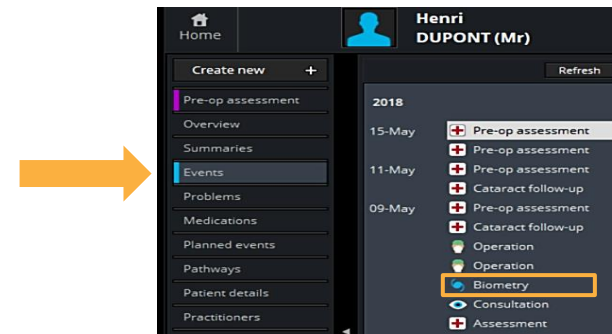 Home
Henri
DUPONT (Mr)
Create new +
Refresh
Pre-op assessment
Overview
Summaries
Events
Problems
Medications
Planned events
Pathways
Patient details
Practitioners
2018
15-May Pre-op assessment
Pre-op assessment
11-May Pre-op assessment
Cataract follow-up
09-May Pre-op assessment
Cataract follow-up
Operation
Operation
Biometry
Consultation
Assessment